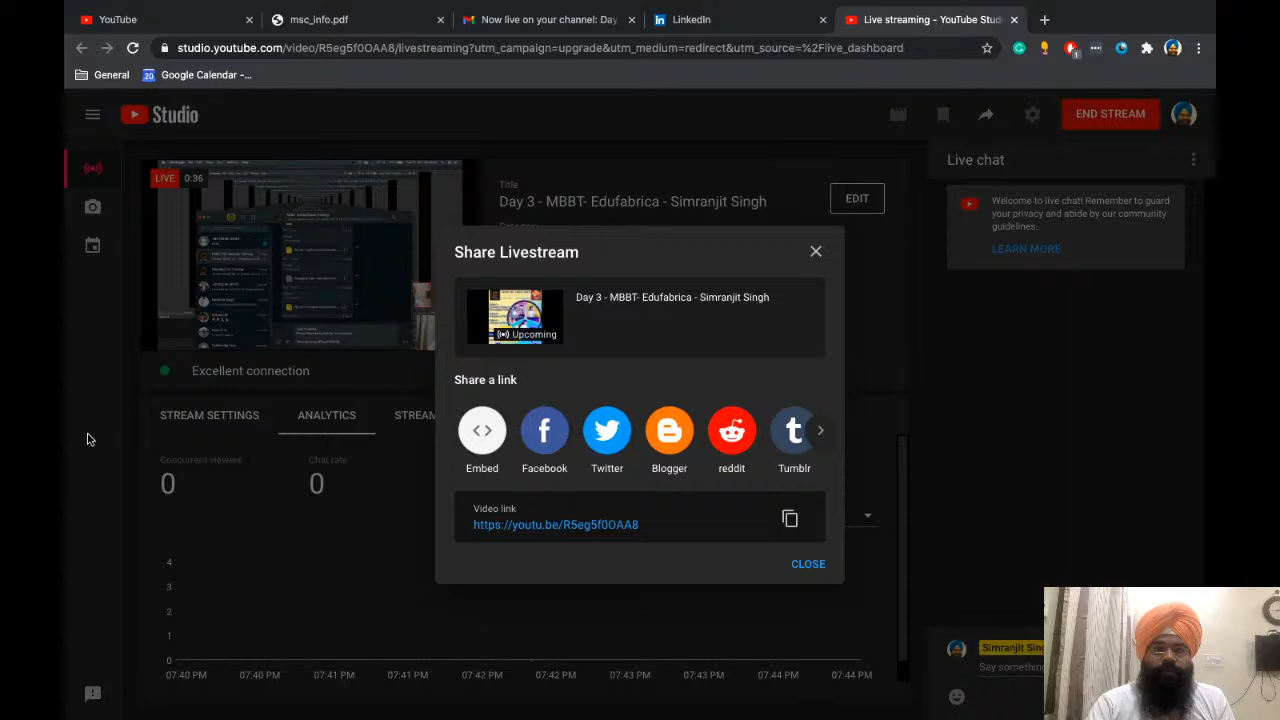 YouTube
msc_info.pdf
Now live on your channel: Day
LinkedIn
Live streaming - YouTube Stud
studio.youtube.com/video/R5eg5f0OAA8/livestreaming?utm_campaign=upgrade&utm_medium=redirect&utm_source=%2Flive_dashboard
1
General
20
Google Calendar -...
Studio
END STREAM
LIVE 0:36
Title
Day 3 - MBBT- Edufabrica - Simranjit Singh
EDIT
Live chat
Welcome to live chat! Remember to guard
your privacy and abide by our community
guidelines.
LEARN MORE
Share Livestream
Day 3 - MBBT- Edufabrica - Simranjit Singh
Upcoming
Excellent connection
Share a link
STREAM SETTINGS
ANALYTICS
STREAM
Embed
Facebook
Twitter
Blogger
reddit
Tumblr
Concurrent viewers
0
Chat rate
0
Video link
https://youtu.be/R5eg5f0OAA8
CLOSE
4
3
2
1
0
07:40 PM 07:40 PM 07:41 PM 07:41 PM 07:42 PM 07:42 PM 07:43 PM 07:43 PM 07:44 PM 07:44 PM
Simranjit Sing
Say something